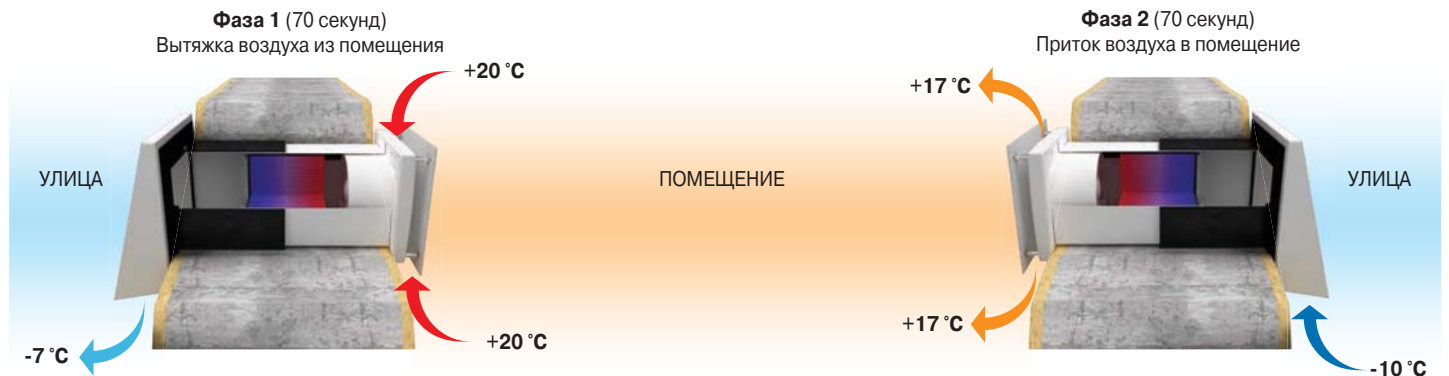 Фаза 1 (70 секунд)
Вытяжка воздуха из помещения
Фаза 2 (70 секунд)
Приток воздуха в помещение
+20 °C
+17 °C
УЛИЦА
ПОМЕЩЕНИЕ
УЛИЦА
+17 °C
+20 °C
-7 °C
-10 °C